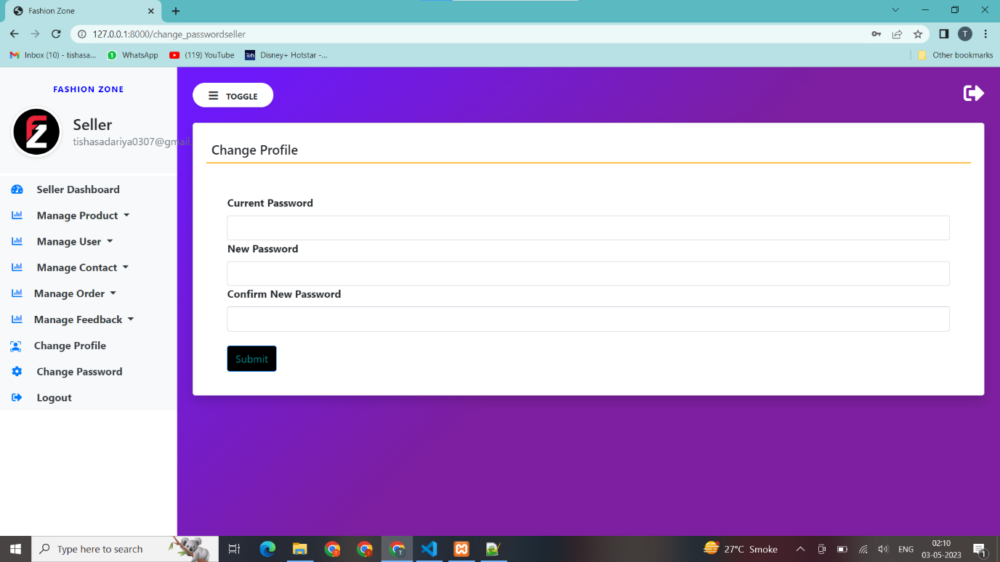 Fashion Zone
127.0.0.1:8000/change_passwordseller
T
Inbox (10) - tishasa...
WhatsApp
(119) YouTube
Disney+ Hotstar -...
Other bookmarks
FASHION ZONE
FZ
Seller
tishasadariya0307@gmail.
TOGGLE
Change Profile
Seller Dashboard
Manage Product
Manage User
Manage Contact
Manage Order
Manage Feedback
Change Profile
Change Password
Logout
Current Password
New Password
Confirm New Password
Submit
Type here to search
27°C Smoke
ENG
02:10
03-05-2023
1